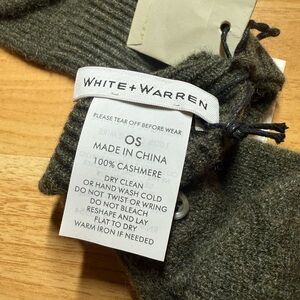 WHITE + WARREN
PLEASE TEAR OFF BEFORE WEAR
OS
MADE IN CHINA
100% CASHMERE
DRY CLEAN
OR HAND WASH COLD
DO NOT TWIST OR WRING
DO NOT BLEACH
RESHAPE AND LAY
FLAT TO DRY
WARM IRON IF NEEDED